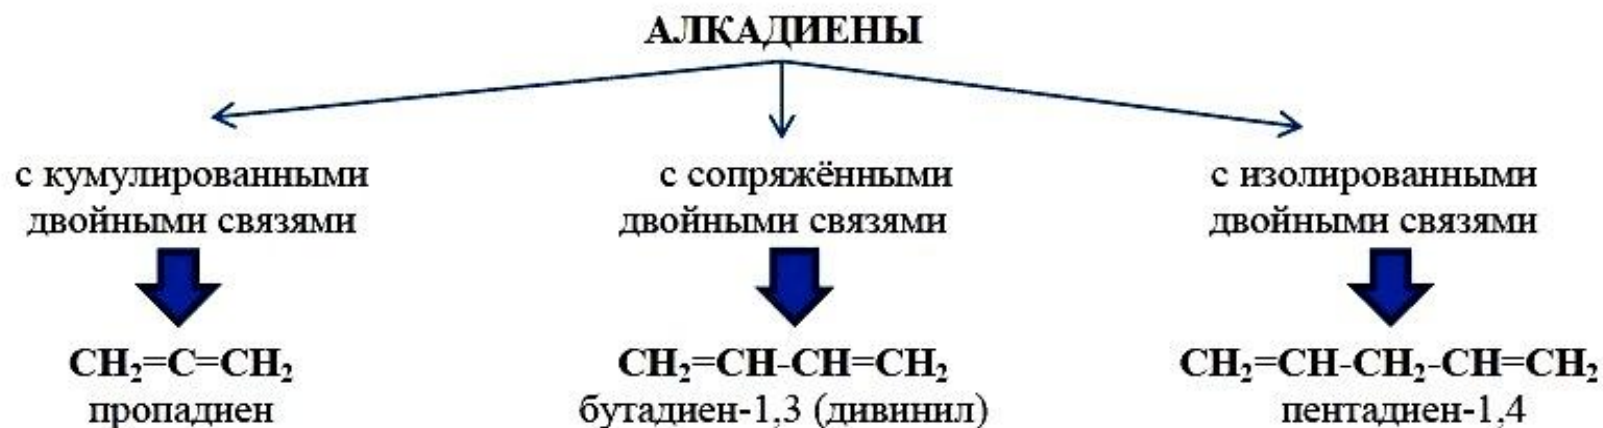 АЛКАДИЕНЫ
с кумулированными
двойными связями
CH₂=C=CH₂
пропадиен
с сопряжёнными
двойными связями
CH₂=CH-CH=CH₂
бутадиен-1,3 (дивинил)
с изолированными
двойными связями
CH₂=CH-CH₂-CH=CH₂
пентадиен-1,4